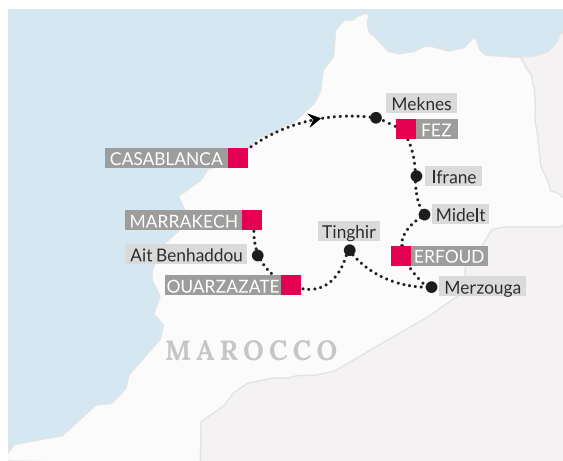 Meknes
FEZ
CASABLANCA
Ifrane
MARRAKECH
Midelt
Tinghir
Ait Benhaddou
ERFOUD
OUARZAZATE
Merzouga
MAROCCO